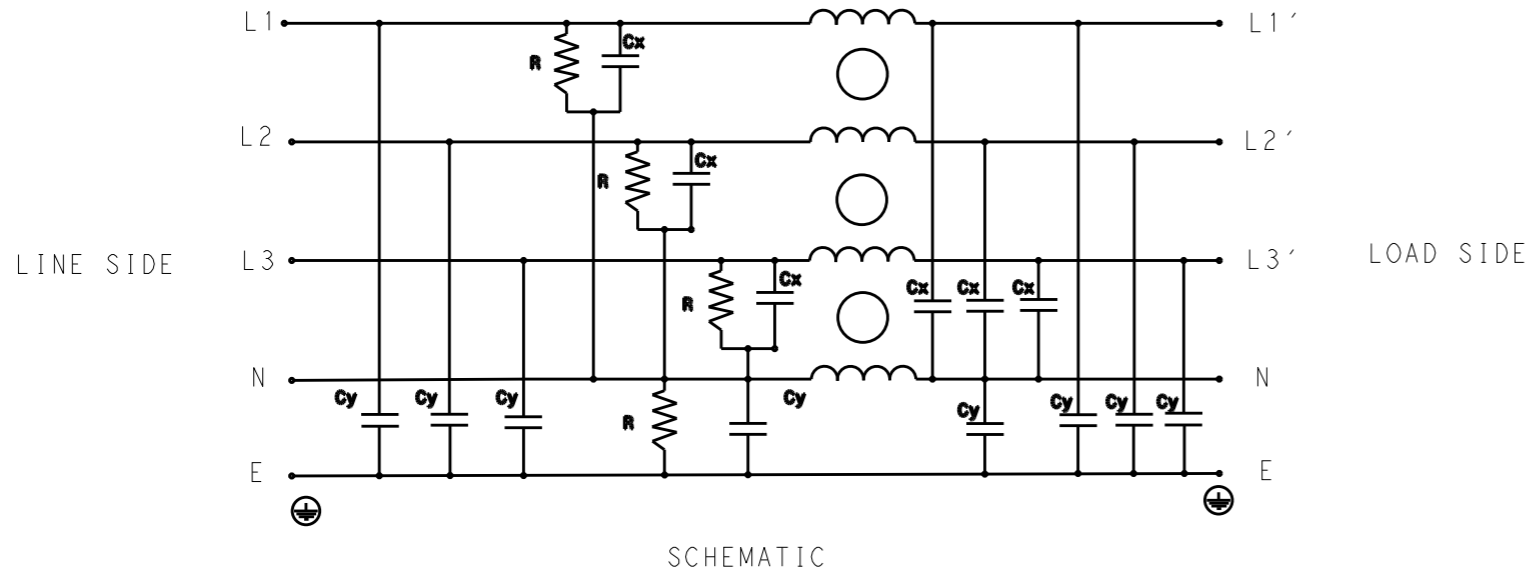 L1 L1´
R Cx
L2 L2´
R Cx
LINE SIDE L3 L3´ LOAD SIDE
R Cx Cx Cx Cx
N N
Cy Cy Cy R Cy Cy Cy Cy Cy
E E
SCHEMATIC